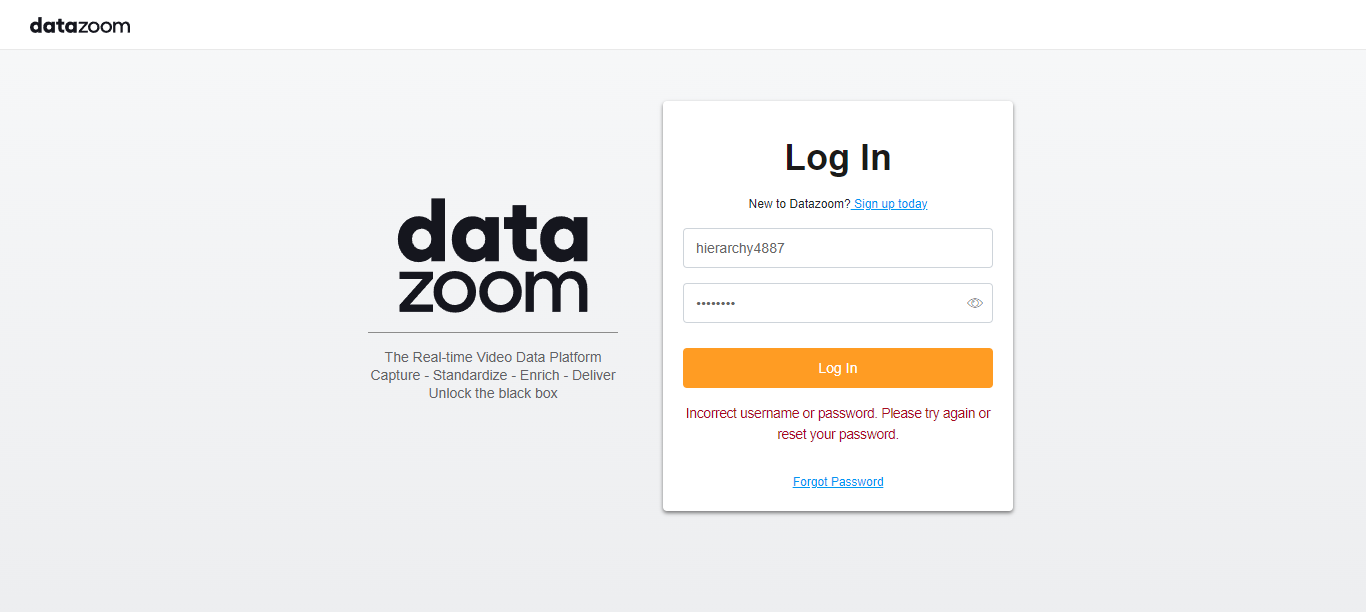 datazoom
data
zoom
The Real-time Video Data Platform
Capture - Standardize - Enrich - Deliver
Unlock the black box
Log In
New to Datazoom? Sign up today
hierarchy4887
••••••••
Log In
Incorrect username or password. Please try again or
reset your password.
Forgot Password